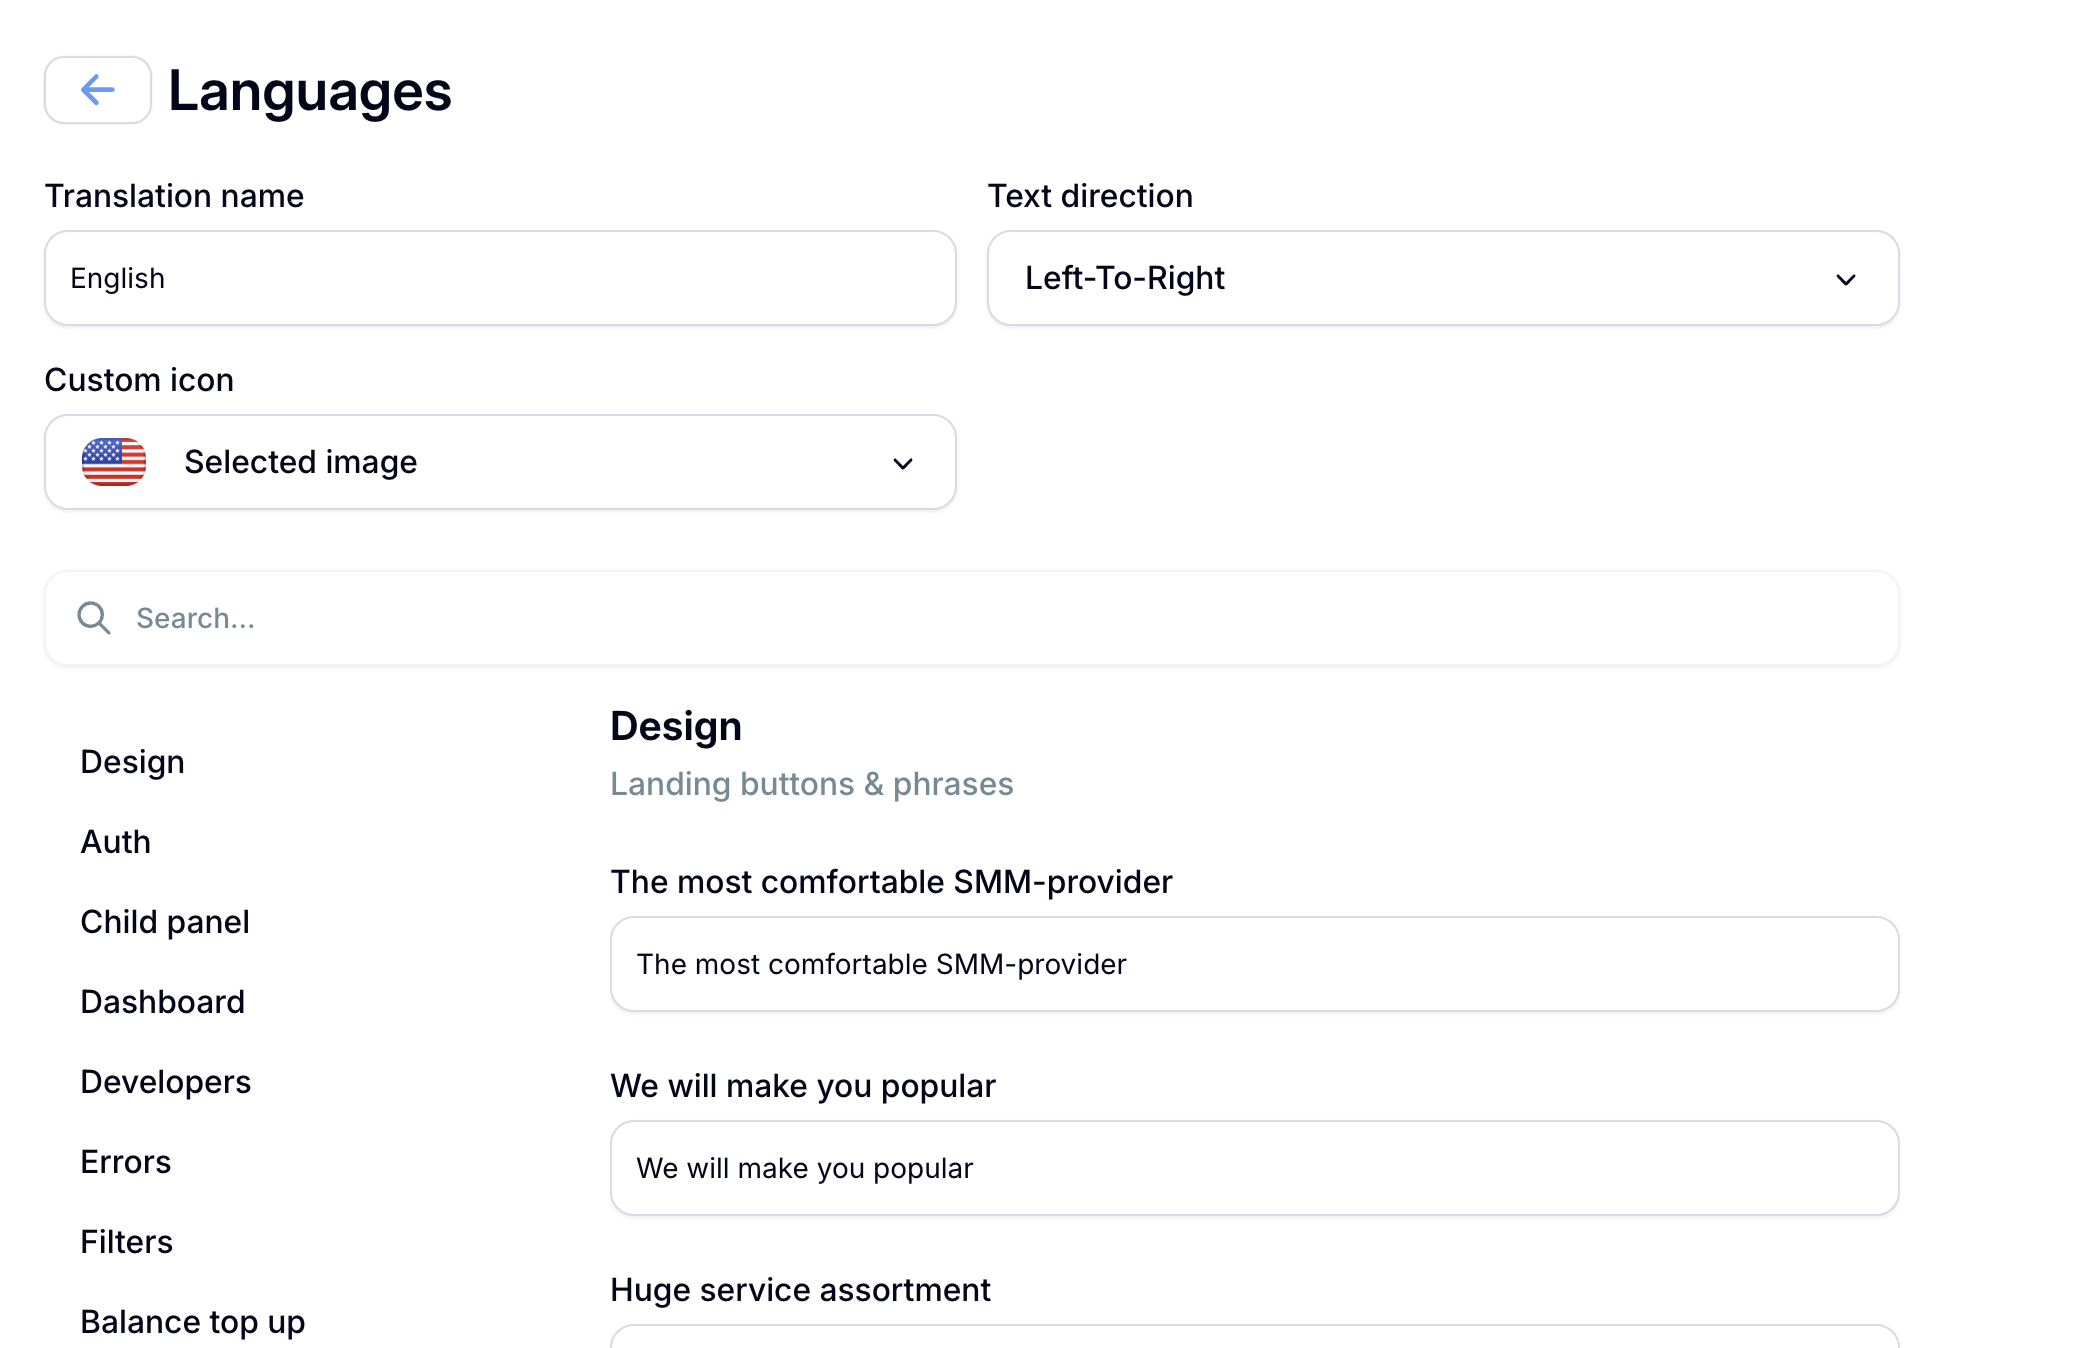 Languages
Translation name
Text direction
English
Left-To-Right
Custom icon
Selected image
Search...
Design
Auth
Child panel
Dashboard
Developers
Errors
Filters
Balance top up
Design
Landing buttons & phrases
The most comfortable SMM-provider
The most comfortable SMM-provider
We will make you popular
We will make you popular
Huge service assortment